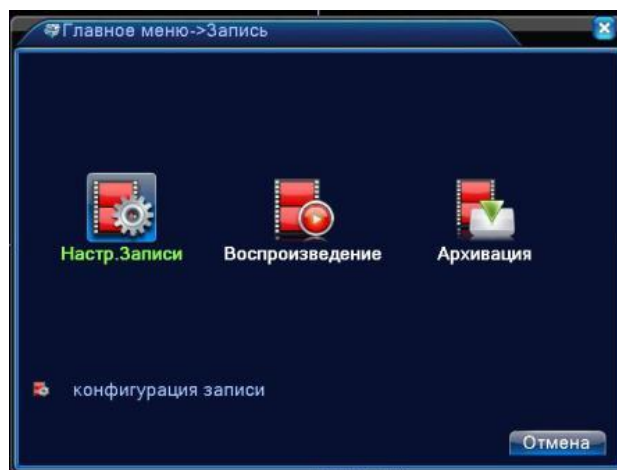 Главное меню->Запись
Настр.Записи Воспроизведение Архивация
конфигурация записи
Отмена